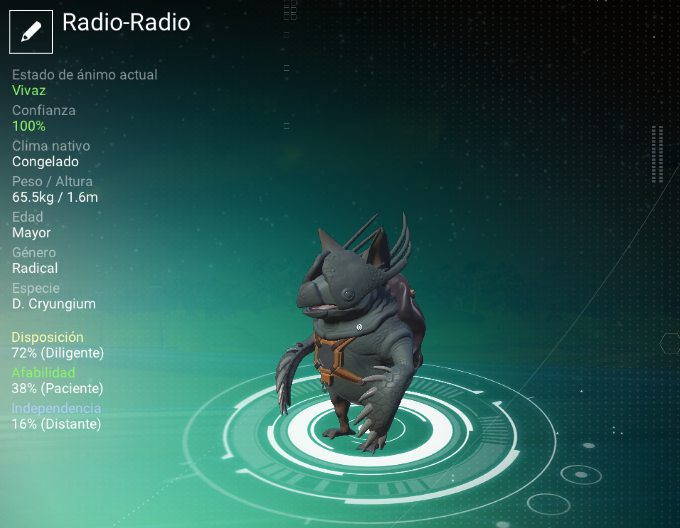 Radio-Radio
Estado de ánimo actual
Vivaz
Confianza
100%
Clima nativo
Congelado
Peso / Altura
65.5kg / 1.6m
Edad
Mayor
Género
Radical
Especie
D. Cryungium
Disposición
72% (Diligente)
Afabilidad
38% (Paciente)
Independencia
16% (Distante)